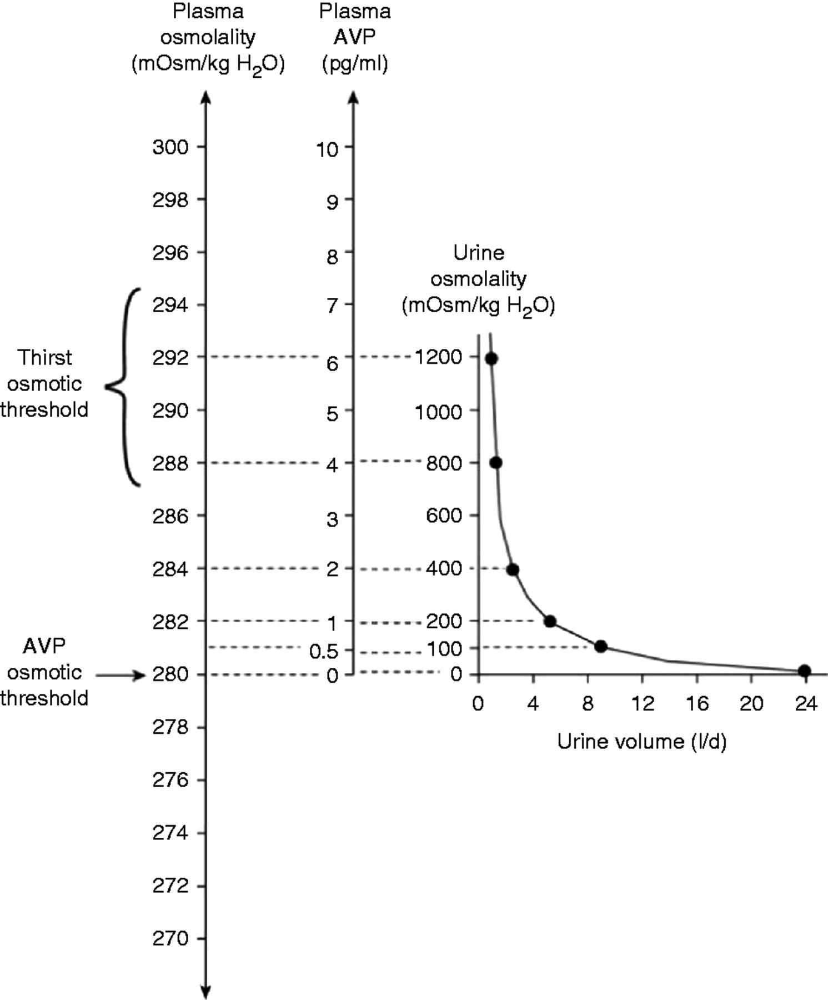 Plasma
osmolality
(mOsm/kg H₂O)
Plasma
AVP
(pg/ml)
300
298
296
294
292
290
288
286
284
282
280
278
276
274
272
270
10
9
8
7
6
5
4
3
2
1
0.5
0
Thirst
osmotic
threshold
AVP
osmotic
threshold
Urine
osmolality
(mOsm/kg H₂O)
1200
1000
800
600
400
200
100
0
0 4 8 12 16 20 24
Urine volume (l/d)